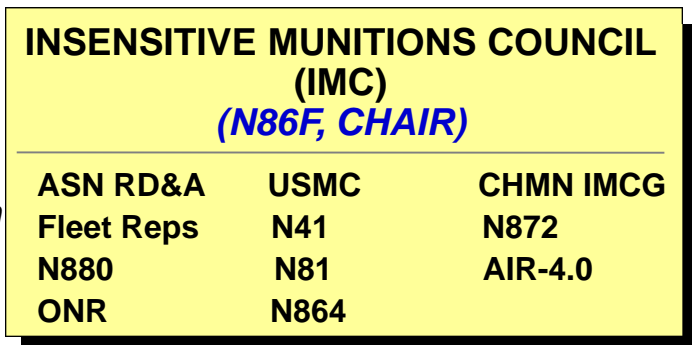 INSENSITIVE MUNITIONS COUNCIL
(IMC)
(N86F, CHAIR)
ASN RD&A USMC CHMN IMCG
Fleet Reps N41 N872
N880 N81 AIR-4.0
ONR N864